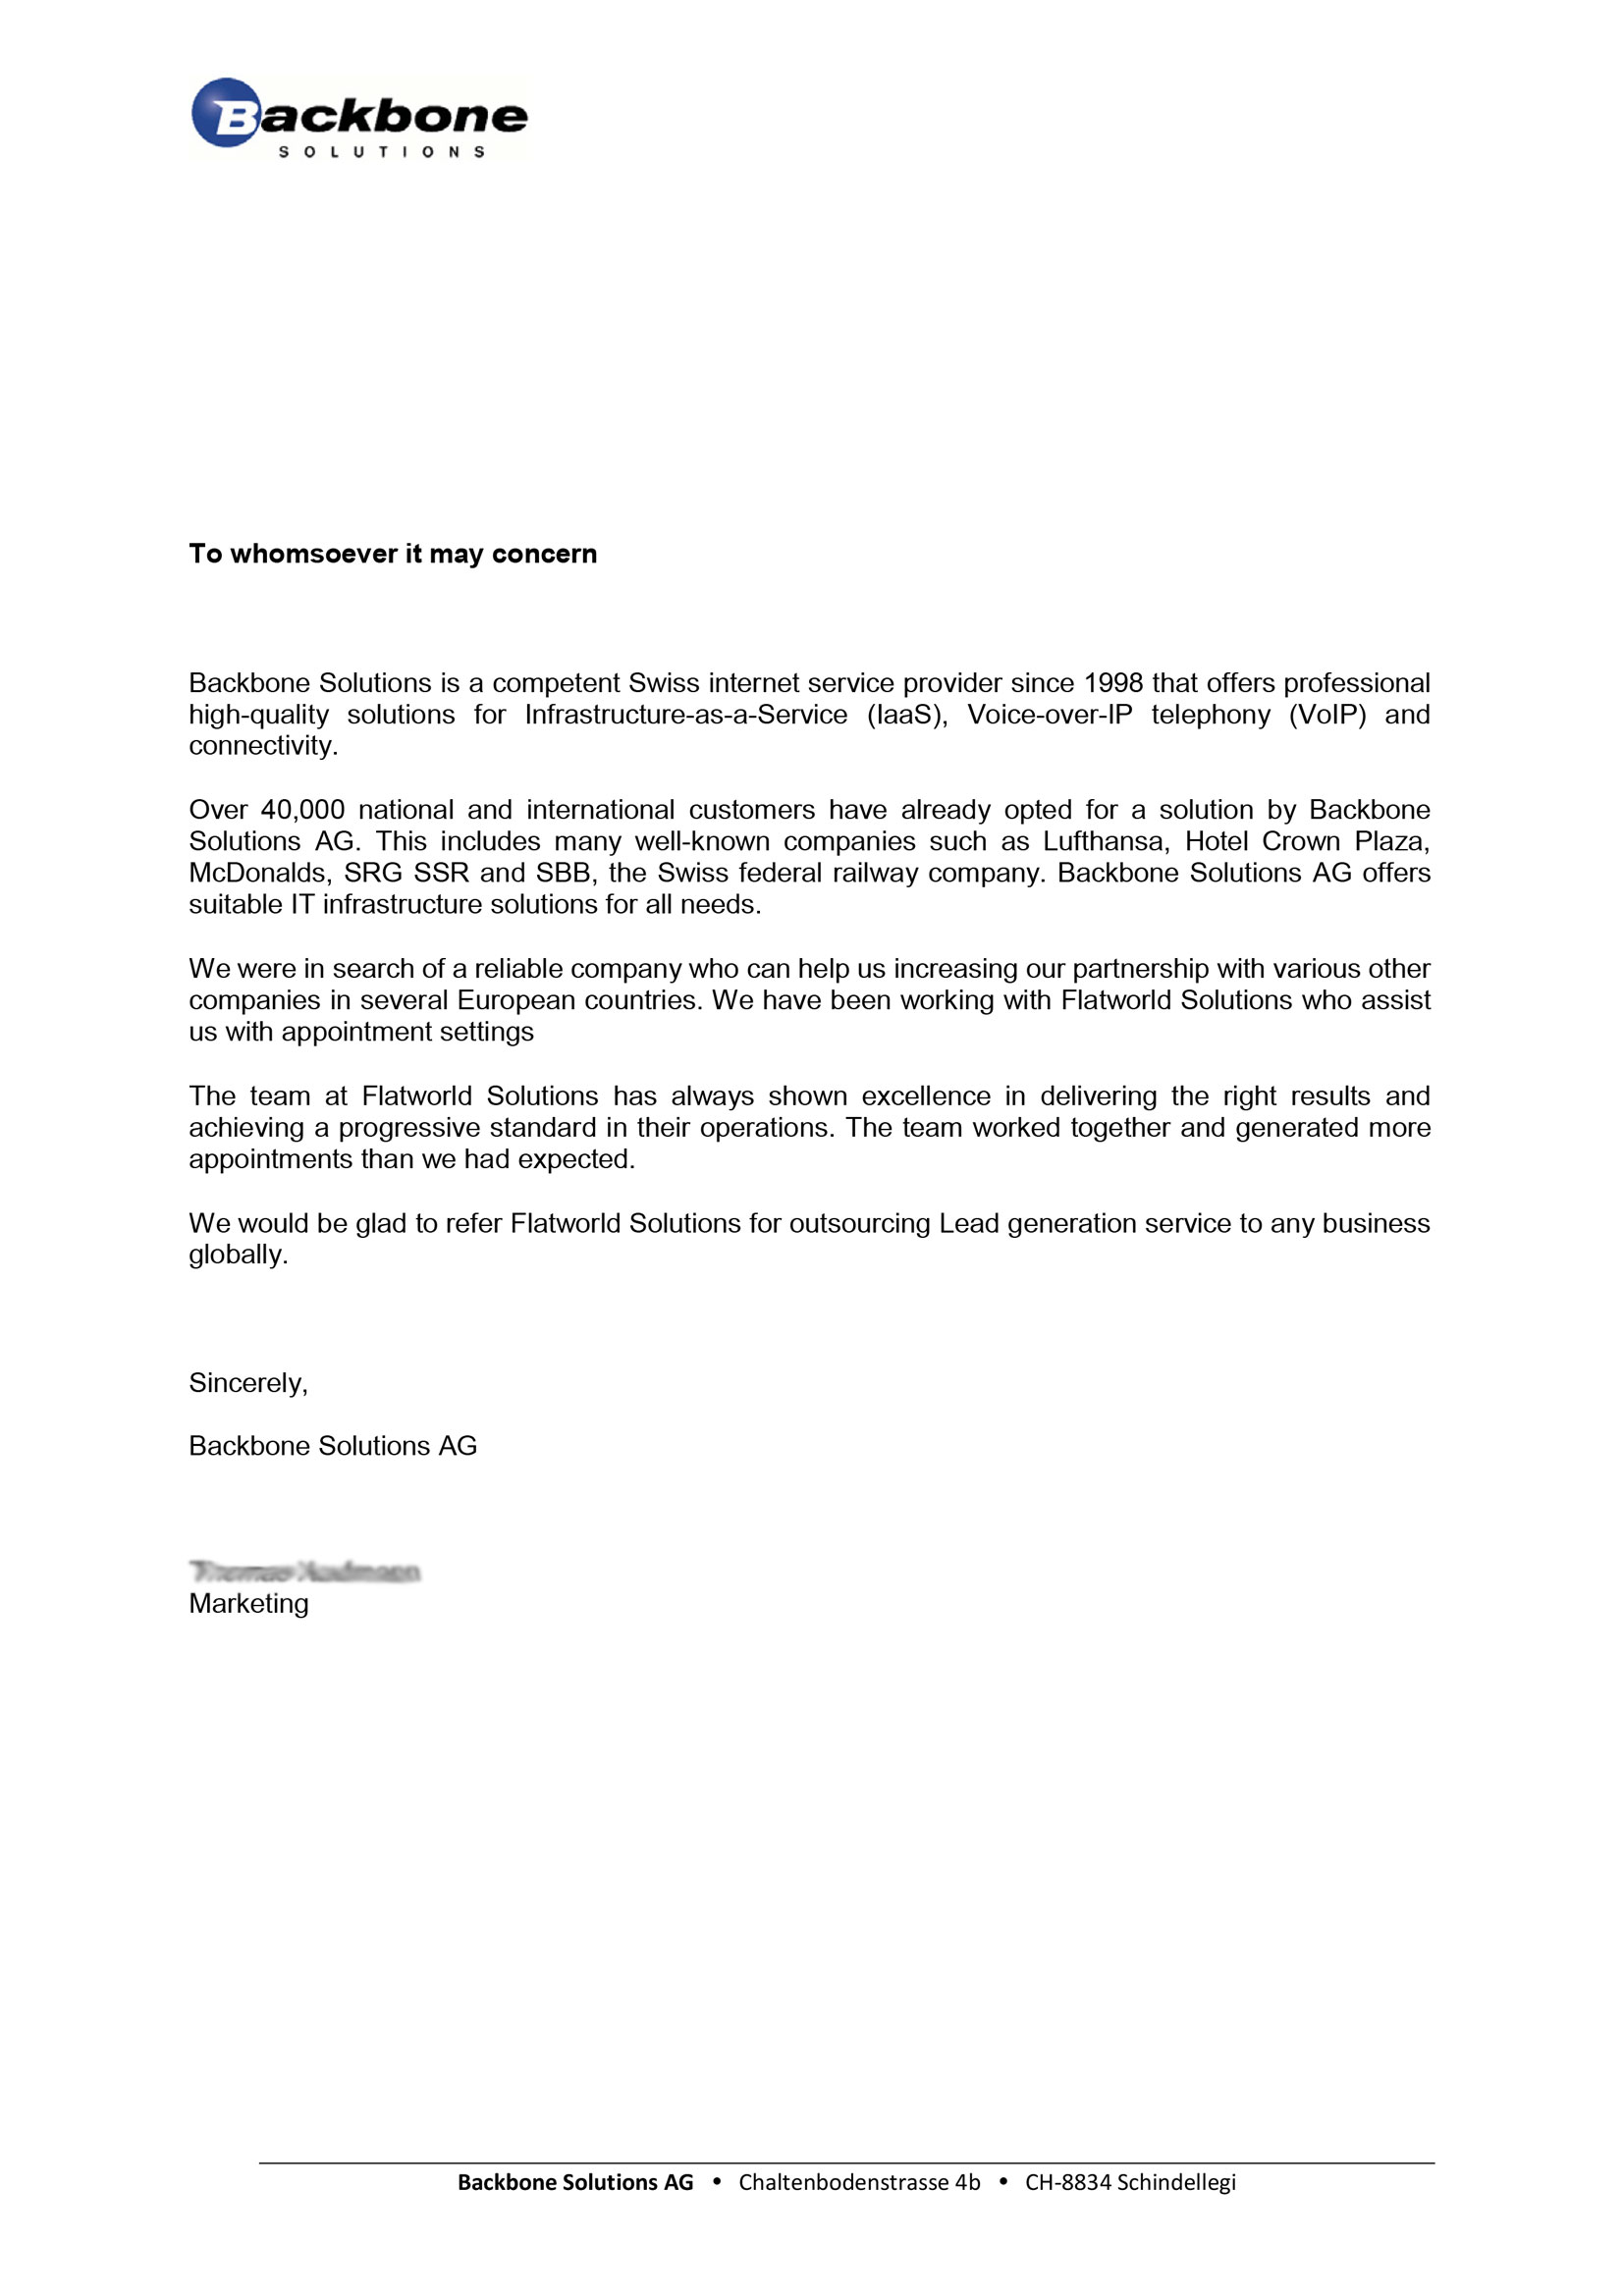 Backbone
SOLUTIONS
To whomsoever it may concern
Backbone Solutions is a competent Swiss internet service provider since 1998 that offers professional
high-quality solutions for Infrastructure-as-a-Service (IaaS), Voice-over-IP telephony (VoIP) and
connectivity.
Over 40,000 national and international customers have already opted for a solution by Backbone
Solutions AG. This includes many well-known companies such as Lufthansa, Hotel Crown Plaza,
McDonalds, SRG SSR and SBB, the Swiss federal railway company. Backbone Solutions AG offers
suitable IT infrastructure solutions for all needs.
We were in search of a reliable company who can help us increasing our partnership with various other
companies in several European countries. We have been working with Flatworld Solutions who assist
us with appointment settings
The team at Flatworld Solutions has always shown excellence in delivering the right results and
achieving a progressive standard in their operations. The team worked together and generated more
appointments than we had expected.
We would be glad to refer Flatworld Solutions for outsourcing Lead generation service to any business
globally.
Sincerely,
Backbone Solutions AG
Marketing
Backbone Solutions AG • Chaltenbodenstrasse 4b • CH-8834 Schindellegi